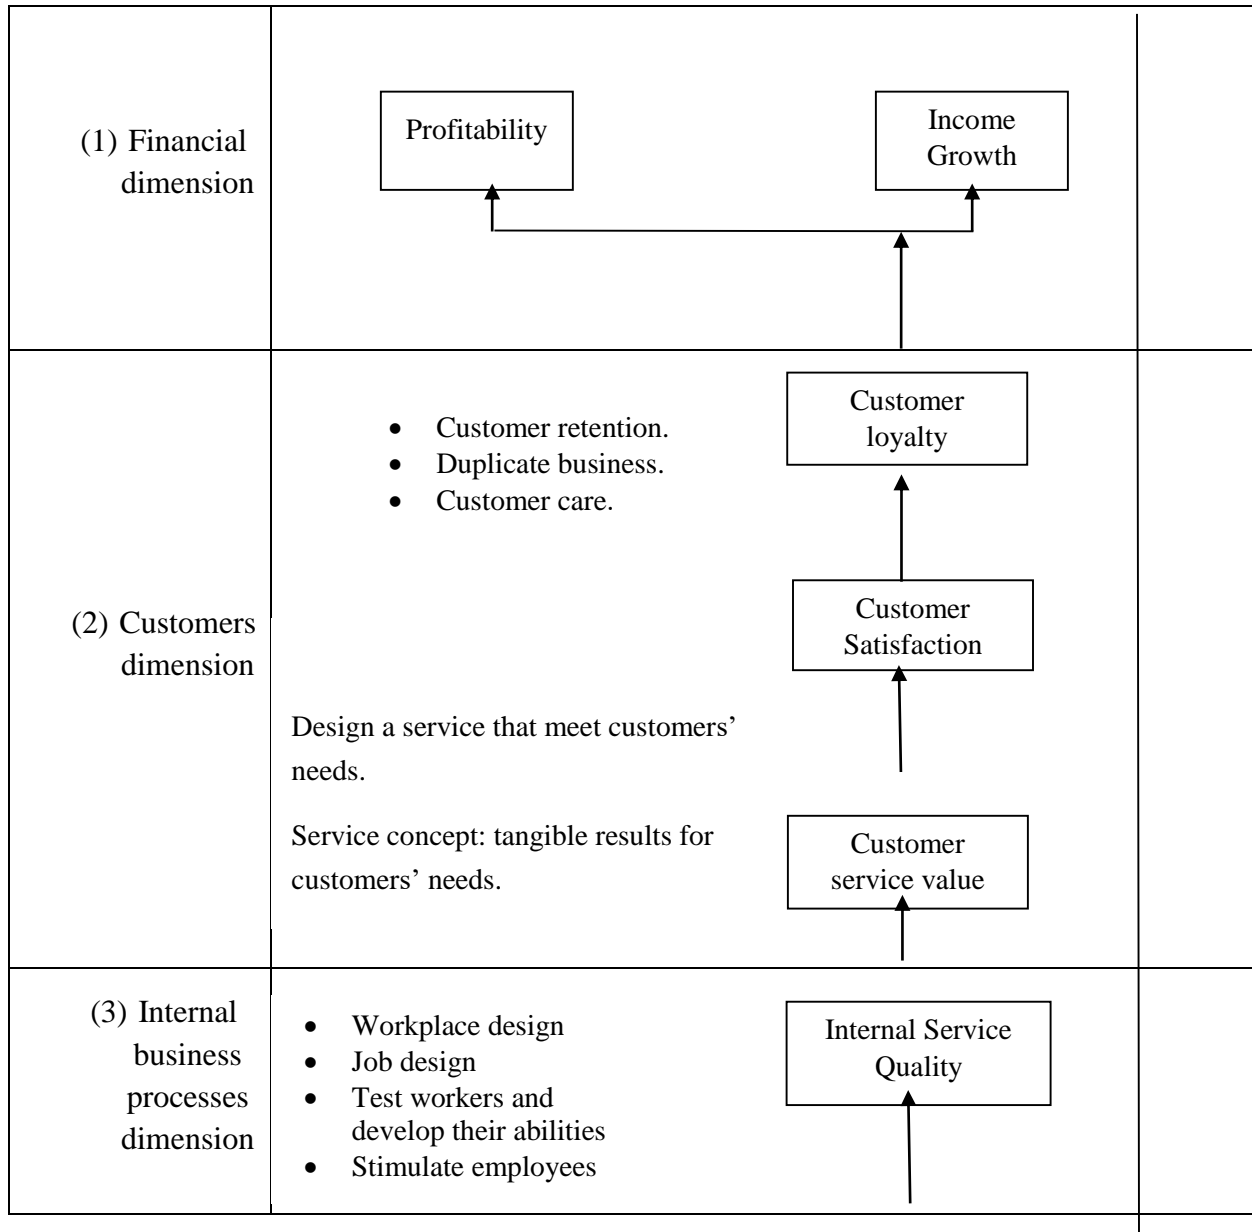 (1) Financial
dimension
Profitability
Income
Growth
(2) Customers
dimension
• Customer retention.
• Duplicate business.
• Customer care.
Customer
loyalty
Customer
Satisfaction
Design a service that meet customers’
needs.
Service concept: tangible results for
customers’ needs.
Customer
service value
(3) Internal
business
processes
dimension
• Workplace design
• Job design
• Test workers and
develop their abilities
• Stimulate employees
Internal Service
Quality